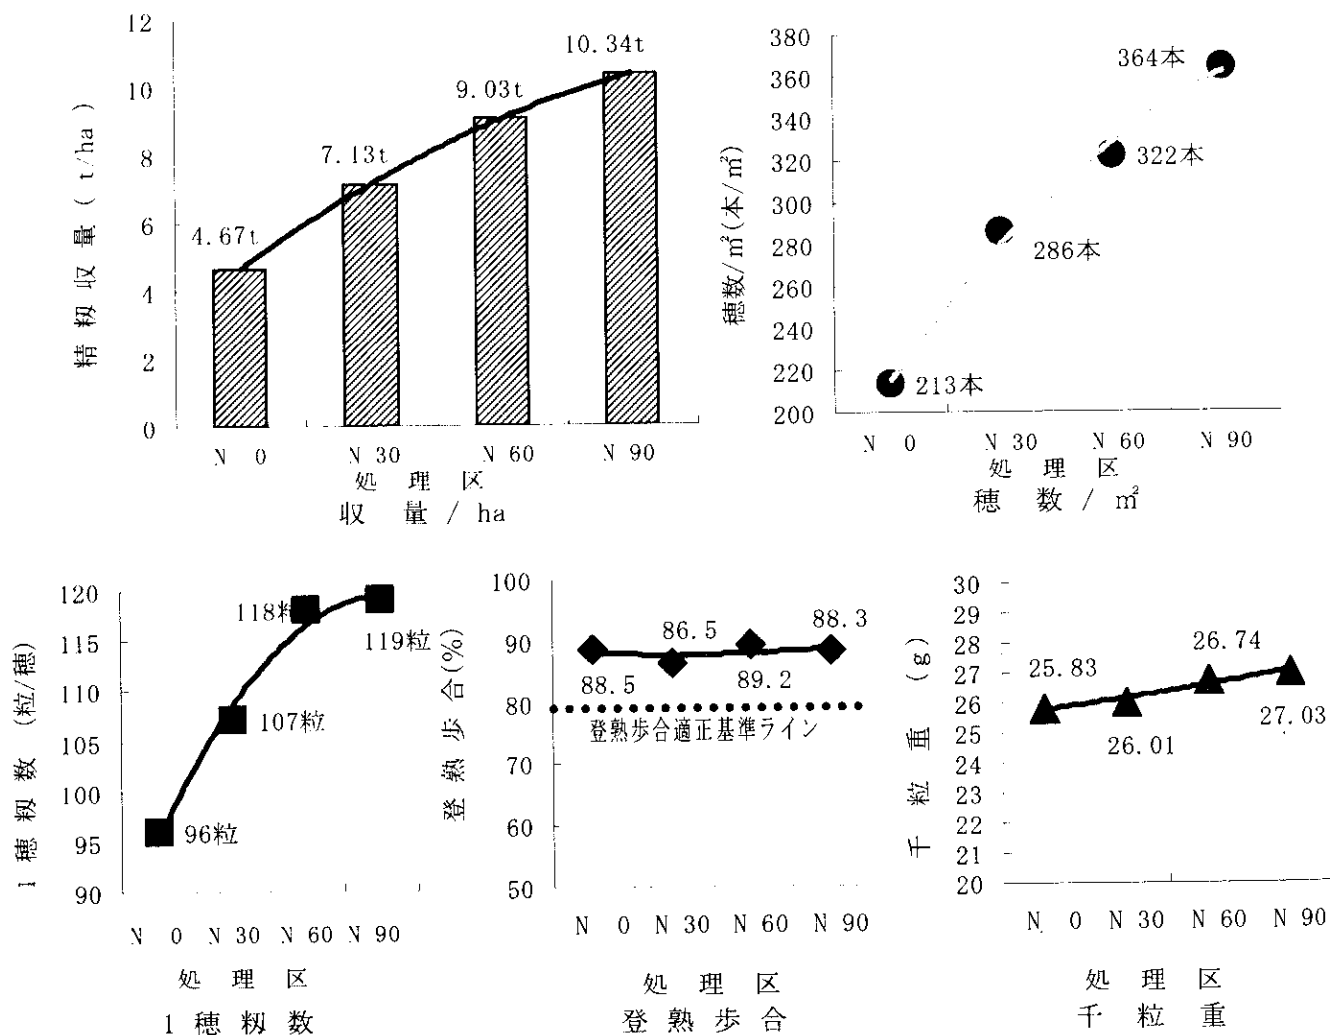 精 籾 収 量 ( t/ha )
12
10
8
6
4
2
0
4.67t
7.13t
9.03t
10.34t
N 0
N 30
N 60
N 90
処 理 区
収 量 / ha
穂数/㎡(本/㎡)
380
360
340
320
300
280
260
240
220
200
213本
286本
322本
364本
N 0
N 30
N 60
N 90
処 理 区
穂 数 / ㎡
1 穂 籾 数 (粒/穂)
120
115
110
105
100
95
90
96粒
107粒
118粒
119粒
N 0
N 30
N 60
N 90
処 理 区
1 穂 籾 数
登 熟 歩 合(%)
100
90
80
70
60
50
88.5
86.5
89.2
88.3
登熟歩合適正基準ライン
N 0
N 30
N 60
N 90
処 理 区
登 熟 歩 合
千 粒 重 (g)
30
29
28
27
26
25
24
23
22
21
20
25.83
26.01
26.74
27.03
N 0
N 30
N 60
N 90
処 理 区
千 粒 重